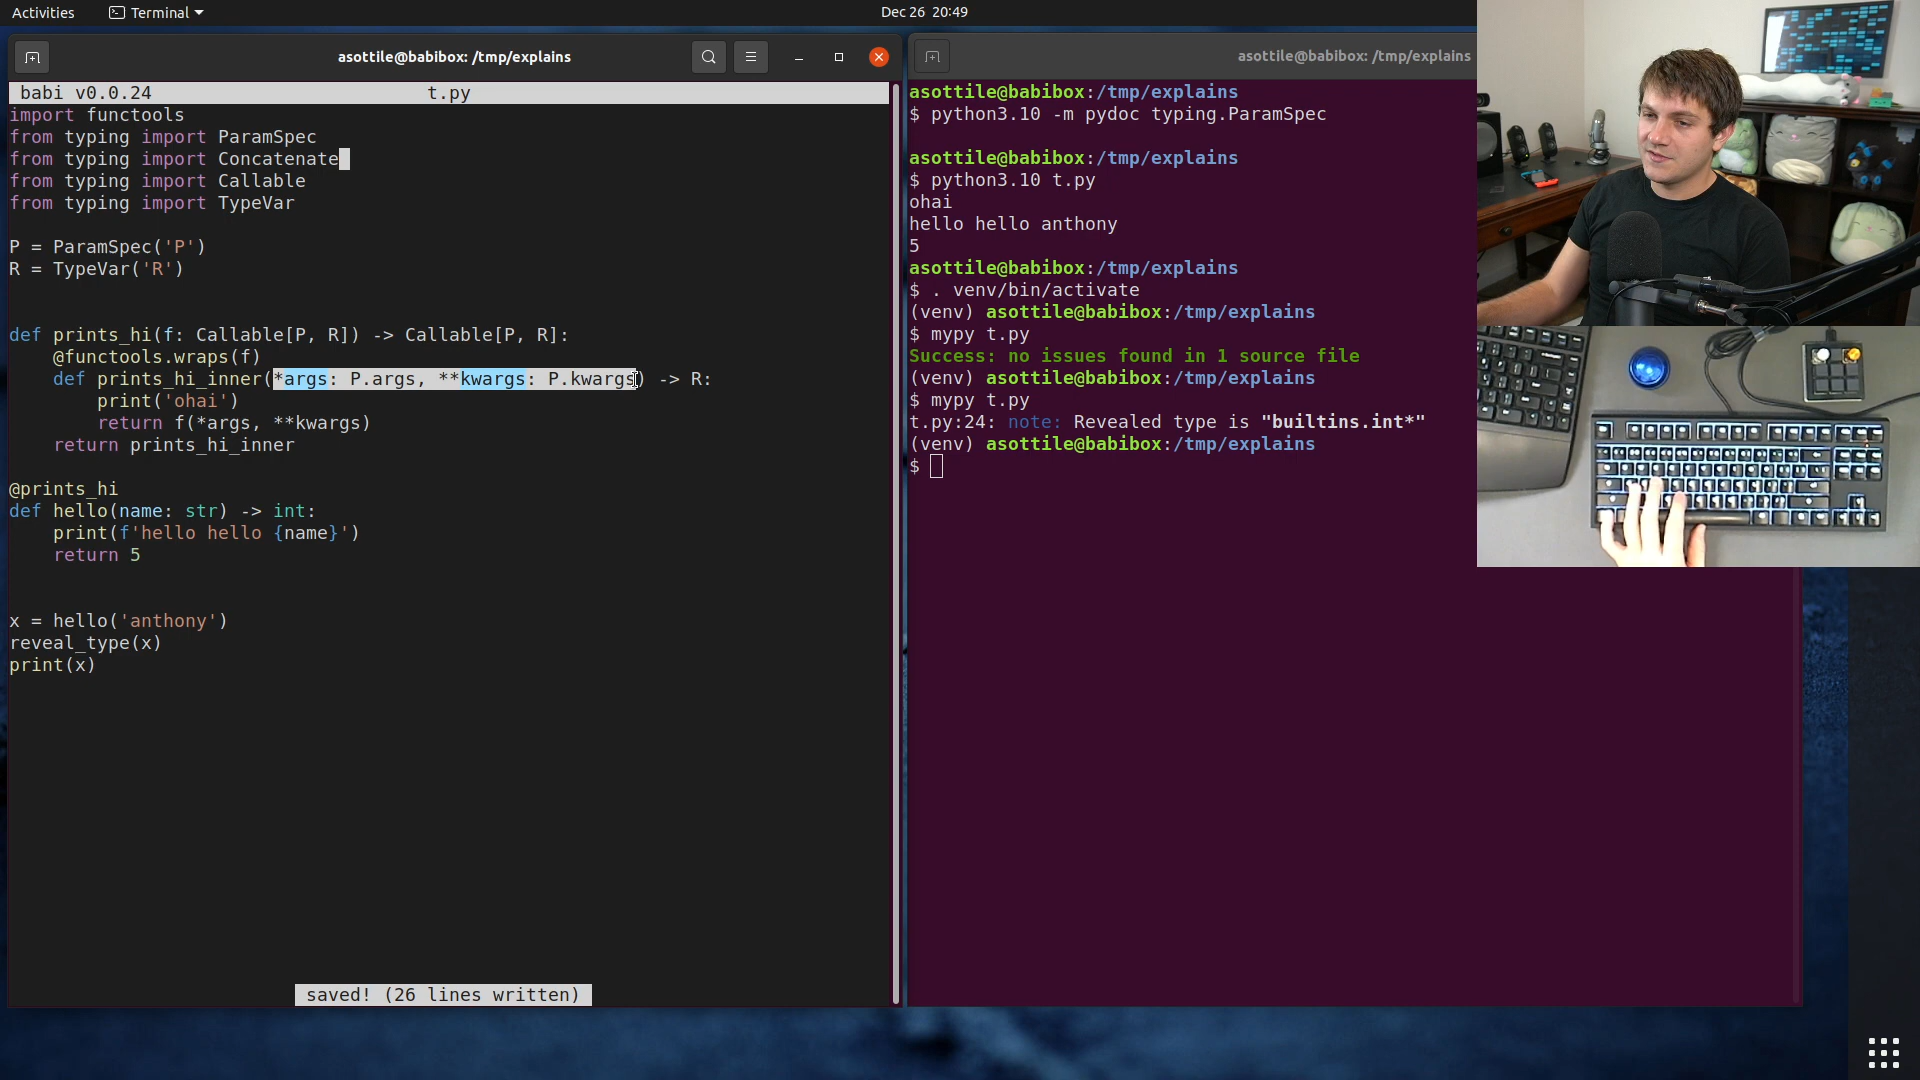 Activities
Terminal
Dec 26 20:49
asottile@babibox: /tmp/explains
babi v0.0.24 t.py
import functools
from typing import ParamSpec
from typing import Concatenate
from typing import Callable
from typing import TypeVar
P = ParamSpec('P')
R = TypeVar('R')
def prints_hi(f: Callable[P, R]) -> Callable[P, R]:
@functools.wraps(f)
def prints_hi_inner(*args: P.args, **kwargs: P.kwargs) -> R:
print('ohai')
return f(*args, **kwargs)
return prints_hi_inner
@prints_hi
def hello(name: str) -> int:
print(f'hello hello {name}')
return 5
x = hello('anthony')
reveal_type(x)
print(x)
saved! (26 lines written)
asottile@babibox: /tmp/explains
asottile@babibox:/tmp/explains
$ python3.10 -m pydoc typing.ParamSpec
asottile@babibox:/tmp/explains
$ python3.10 t.py
ohai
hello hello anthony
5
asottile@babibox:/tmp/explains
$ . venv/bin/activate
(venv) asottile@babibox:/tmp/explains
$ mypy t.py
Success: no issues found in 1 source file
(venv) asottile@babibox:/tmp/explains
$ mypy t.py
t.py:24: note: Revealed type is "builtins.int*"
(venv) asottile@babibox:/tmp/explains
$